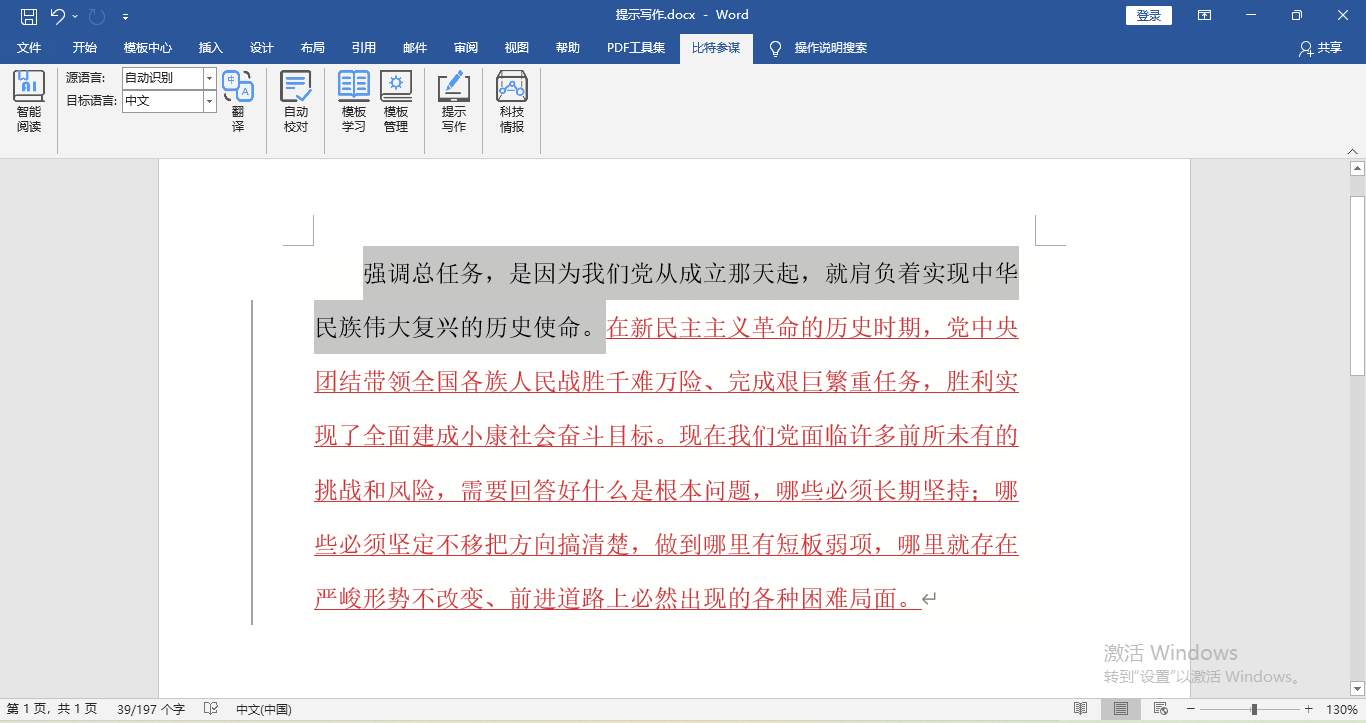 提示写作.docx - Word
登录
文件 开始 模板中心 插入 设计 布局 引用 邮件 审阅 视图 帮助 PDF工具集 比特参谋 操作说明搜索 共享
智能阅读
源语言: 自动识别
目标语言: 中文
翻译
自动校对
模板学习
模板管理
提示写作
科技情报
强调总任务，是因为我们党从成立那天起，就肩负着实现中华
民族伟大复兴的历史使命。在新民主主义革命的历史时期，党中央
团结带领全国各族人民战胜千难万险、完成艰巨繁重任务，胜利实
现了全面建成小康社会奋斗目标。现在我们党面临许多前所未有的
挑战和风险，需要回答好什么是根本问题，哪些必须长期坚持；哪
些必须坚定不移把方向搞清楚，做到哪里有短板弱项，哪里就存在
严峻形势不改变、前进道路上必然出现的各种困难局面。
激活 Windows
转到"设置"以激活 Windows。
第 1 页，共 1 页 39/197 个字 中文(中国) 130%